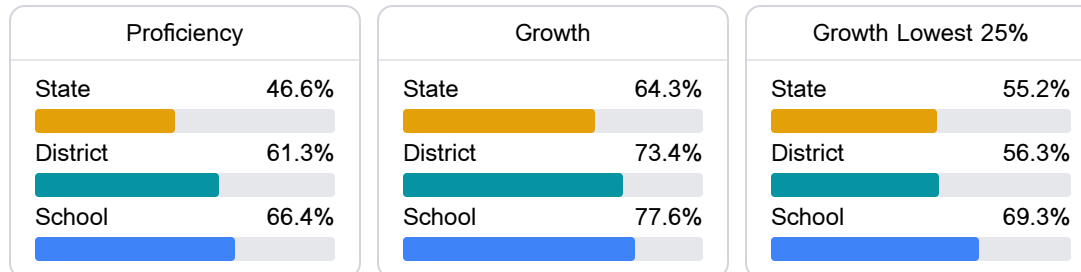 Proficiency
State 46.6%
District 61.3%
School 66.4%
Growth
State 64.3%
District 73.4%
School 77.6%
Growth Lowest 25%
State 55.2%
District 56.3%
School 69.3%